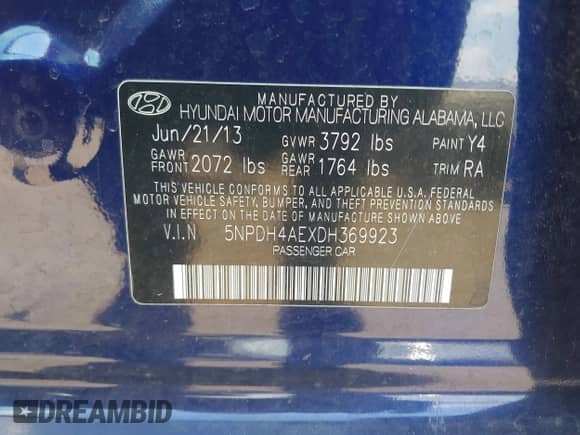 MANUFACTURED BY
HYUNDAI MOTOR MANUFACTURING ALABAMA, LLC
Jun/21/13 GVWR 3792 lbs PAINT Y4
GAWR FRONT 2072 lbs GAWR REAR 1764 lbs TRIM RA
THIS VEHICLE CONFORMS TO ALL APPLICABLE U.S.A. FEDERAL
MOTOR VEHICLE SAFETY, BUMPER, AND THEFT PREVENTION STANDARDS
IN EFFECT ON THE DATE OF MANUFACTURE SHOWN ABOVE
V.I.N 5NPDH4AEXDH369923
PASSENGER CAR
DREAMBID